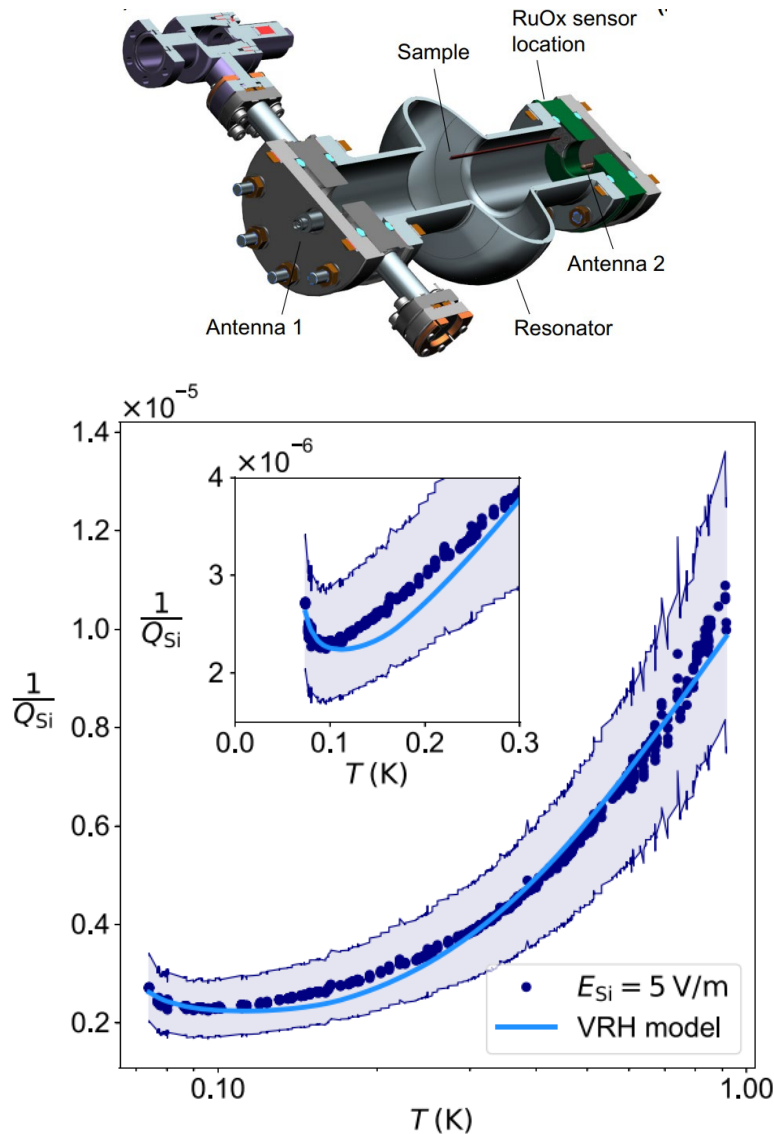 RuOx sensor
location
Sample
Antenna 2
Antenna 1
Resonator
×10⁻⁵
1.4
1.2
1.0
0.8
0.6
0.4
0.2
1
Q_Si
0.10
1.00
T (K)
×10⁻⁶
4
3
2
1
Q_Si
0.0
0.1
0.2
0.3
T (K)
E_Si = 5 V/m
VRH model